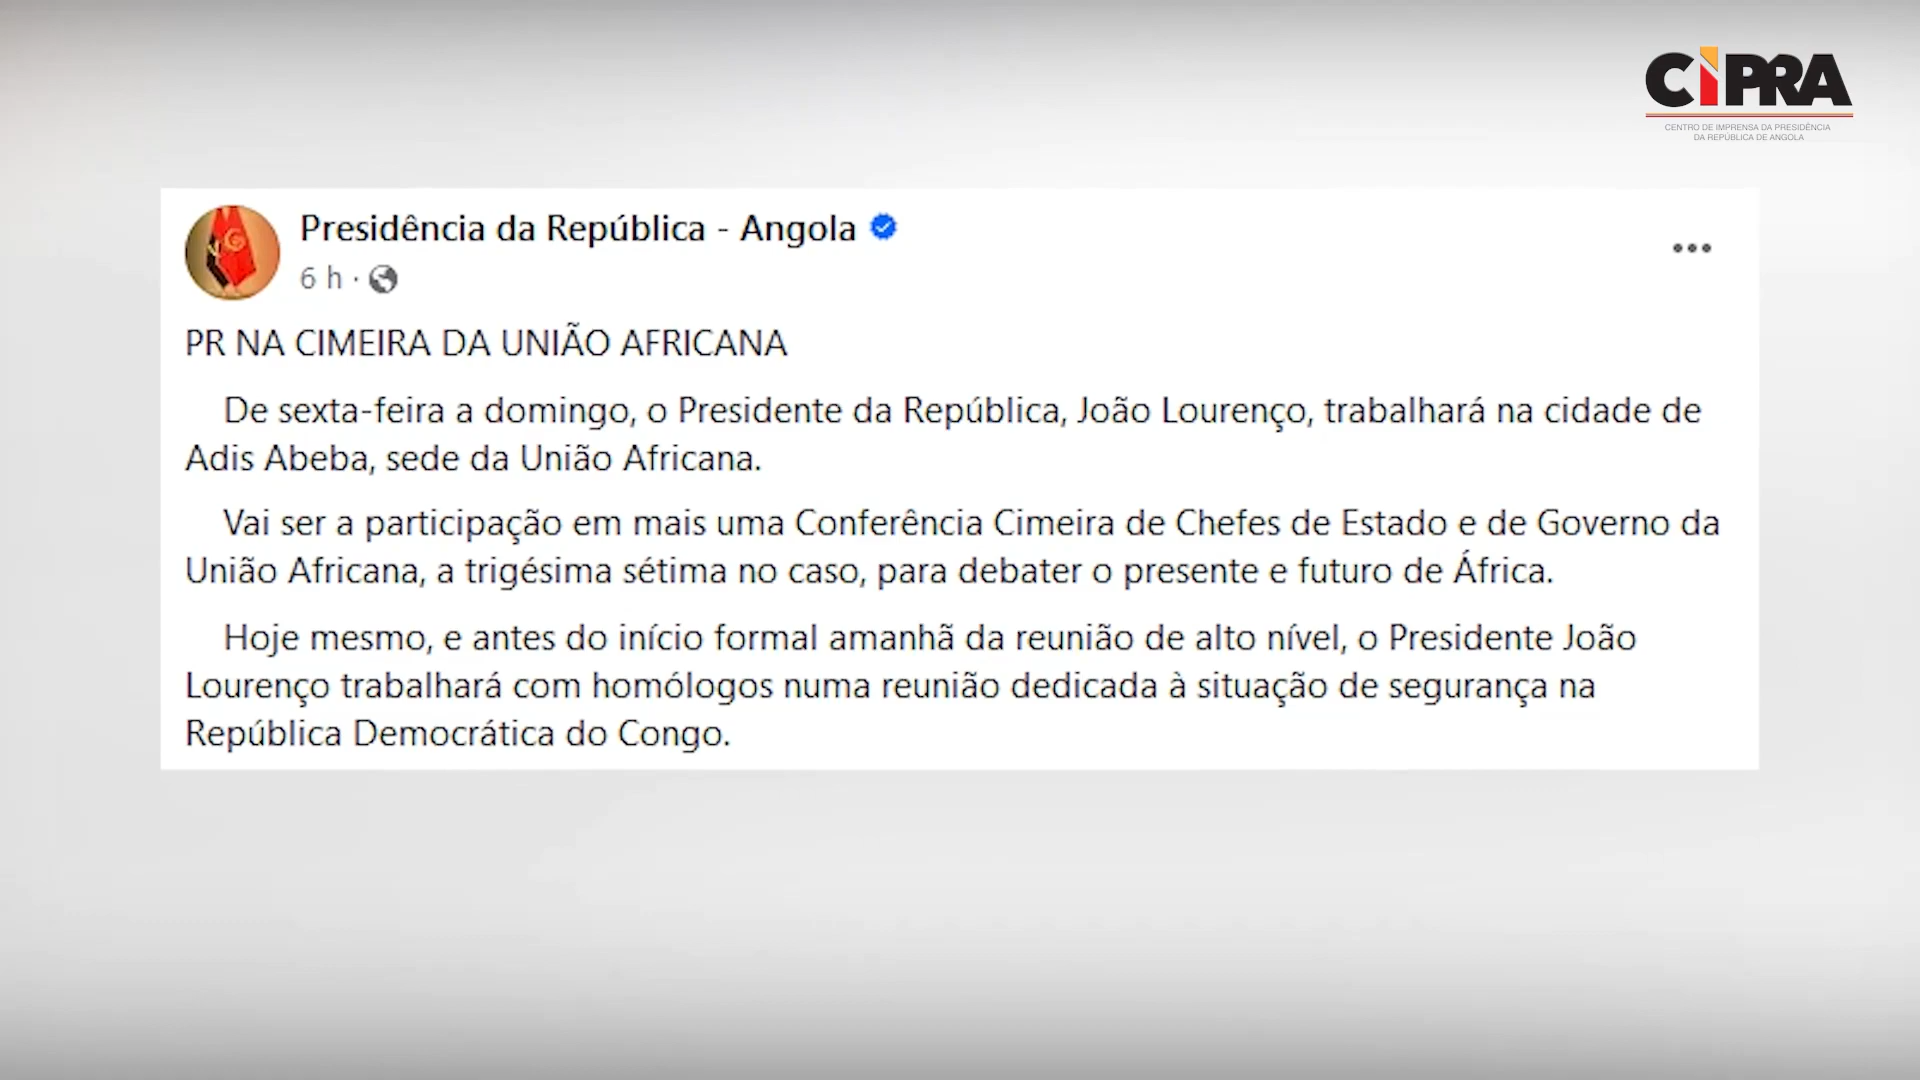 CIPRA
CENTRO DE IMPRENSA DA PRESIDÊNCIA
DA REPÚBLICA DE ANGOLA
Presidência da República - Angola
6 h ·
PR NA CIMEIRA DA UNIÃO AFRICANA
De sexta-feira a domingo, o Presidente da República, João Lourenço, trabalhará na cidade de
Adis Abeba, sede da União Africana.
Vai ser a participação em mais uma Conferência Cimeira de Chefes de Estado e de Governo da
União Africana, a trigésima sétima no caso, para debater o presente e futuro de África.
Hoje mesmo, e antes do início formal amanhã da reunião de alto nível, o Presidente João
Lourenço trabalhará com homólogos numa reunião dedicada à situação de segurança na
República Democrática do Congo.